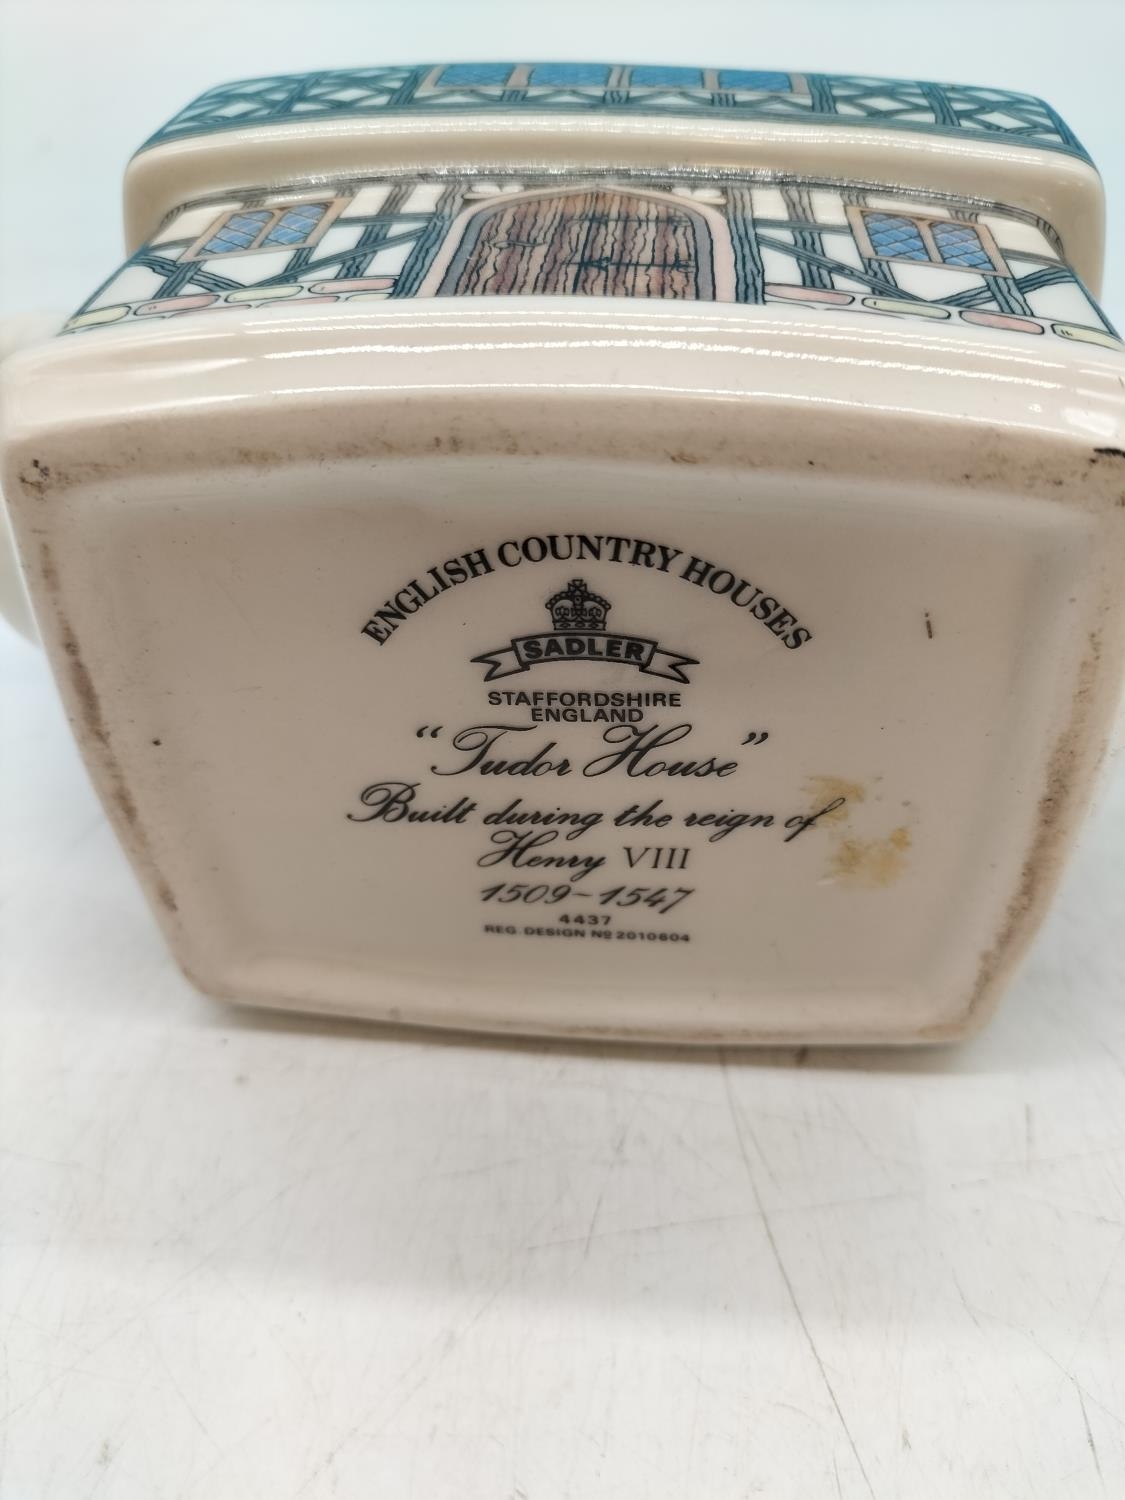 ENGLISH COUNTRY HOUSES
SADLER
STAFFORDSHIRE
ENGLAND
“Tudor House”
Built during the reign of
Henry VIII
1509-1547
4437
REG. DESIGN Nº 2010604